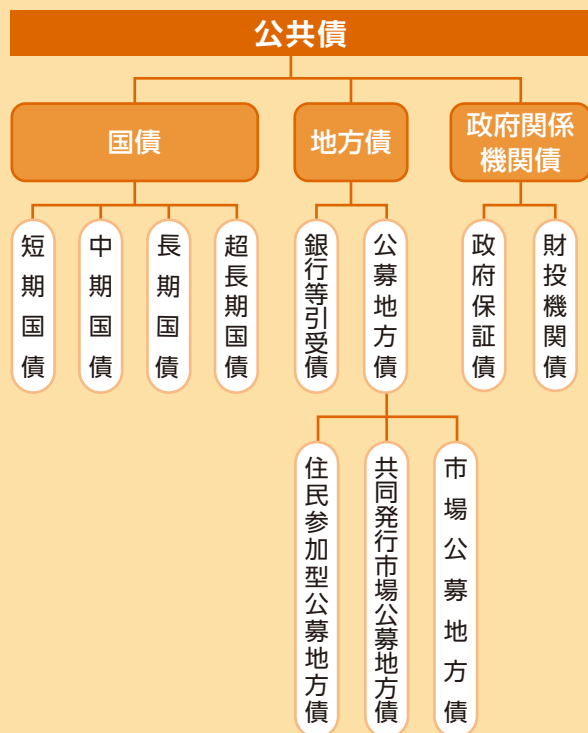 公共債
国債
地方債
政府関係
機関債
短期国債
中期国債
長期国債
超長期国債
銀行等引受債
公募地方債
政府保証債
財投機関債
住民参加型公募地方債
共同発行市場公募地方債
市場公募地方債